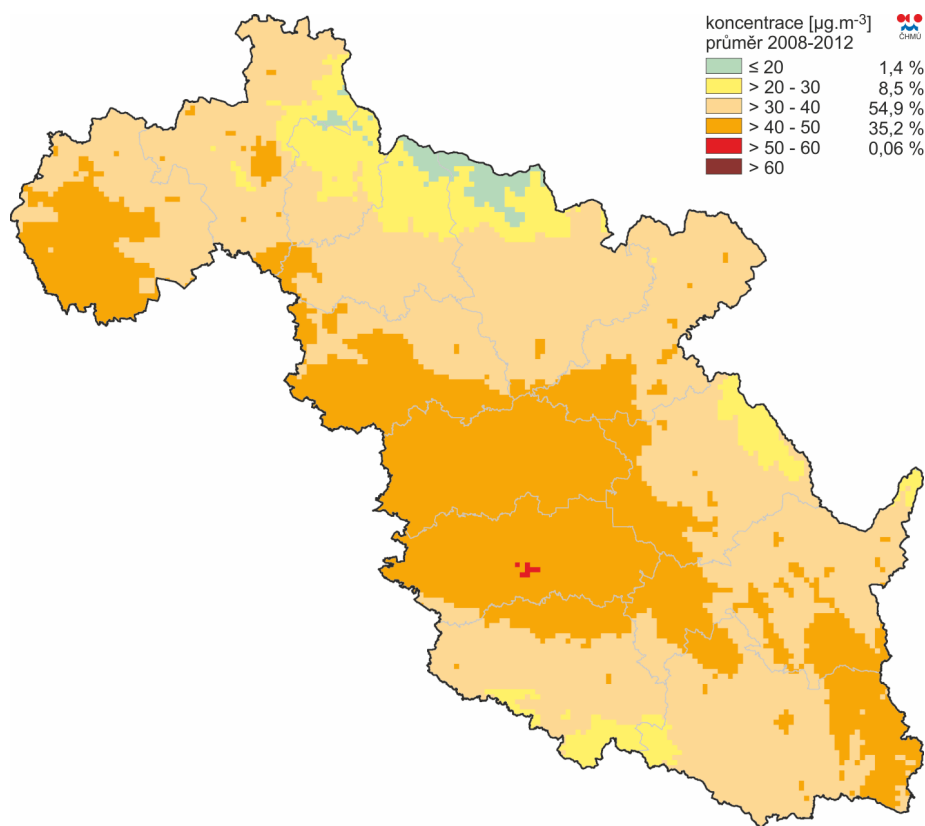 koncentrace [µg.m-3]
průměr 2008-2012
ČHMÚ
≤ 20 1,4 %
> 20 - 30 8,5 %
> 30 - 40 54,9 %
> 40 - 50 35,2 %
> 50 - 60 0,06 %
> 60